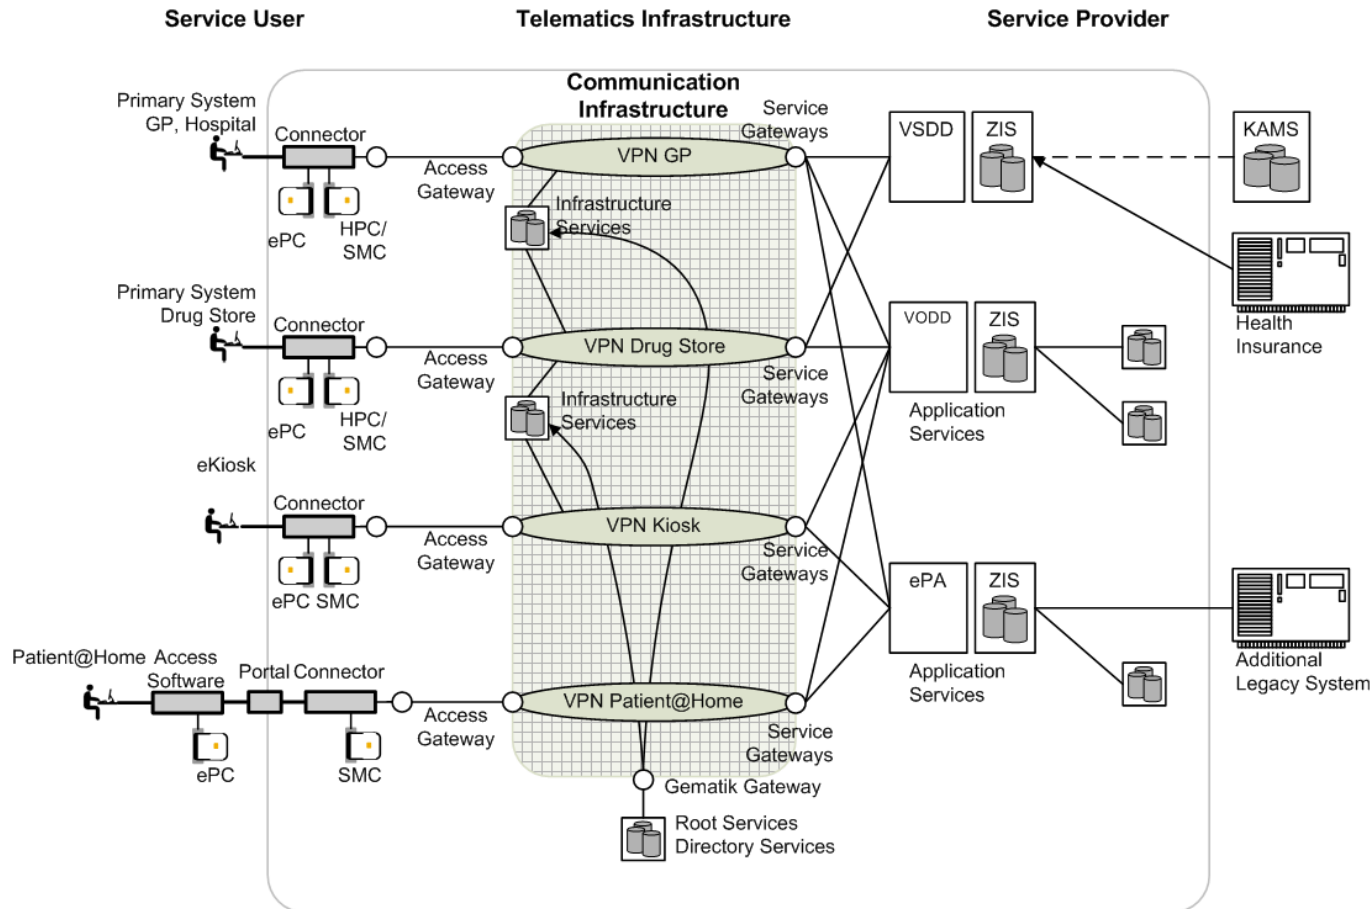 Service User
Telematics Infrastructure
Service Provider
Communication
Infrastructure
Primary System
GP, Hospital
Connector
Access
Gateway
VPN GP
Service
Gateways
VSDD
ZIS
KAMS
ePC
HPC/
SMC
Infrastructure
Services
Health
Insurance
Primary System
Drug Store
Connector
Access
Gateway
VPN Drug Store
Service
Gateways
VODD
ZIS
Application
Services
ePC
HPC/
SMC
Infrastructure
Services
eKiosk
Connector
Access
Gateway
VPN Kiosk
Service
Gateways
ePC
SMC
ePA
ZIS
Application
Services
Additional
Legacy System
Patient@Home
Access
Software
Portal
Connector
Access
Gateway
VPN Patient@Home
Service
Gateways
ePC
SMC
Gematik Gateway
Root Services
Directory Services